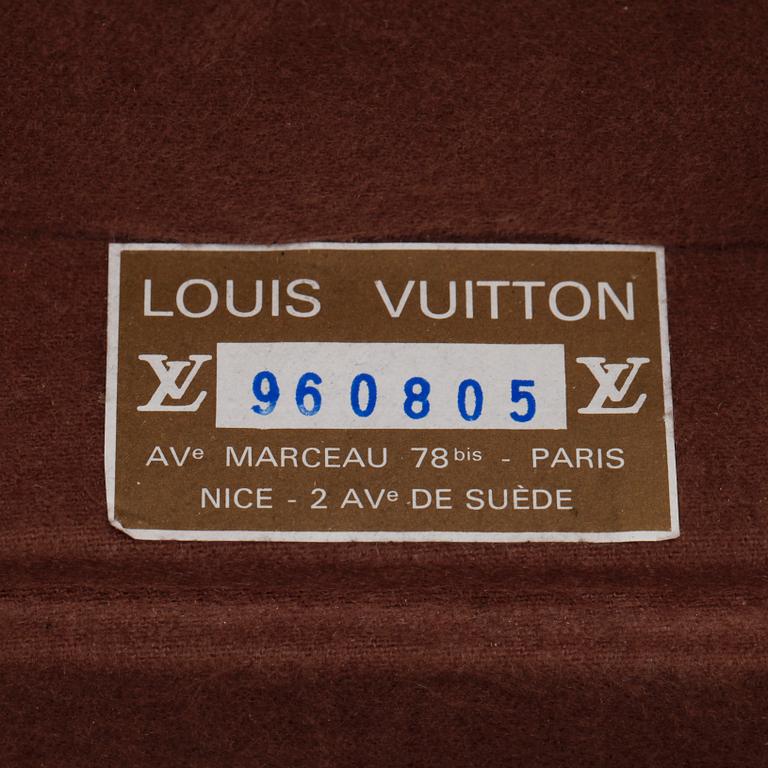 LOUIS VUITTON
LV 960805 LV
AVe MARCEAU 78bis - PARIS
NICE - 2 AVe DE SUÈDE